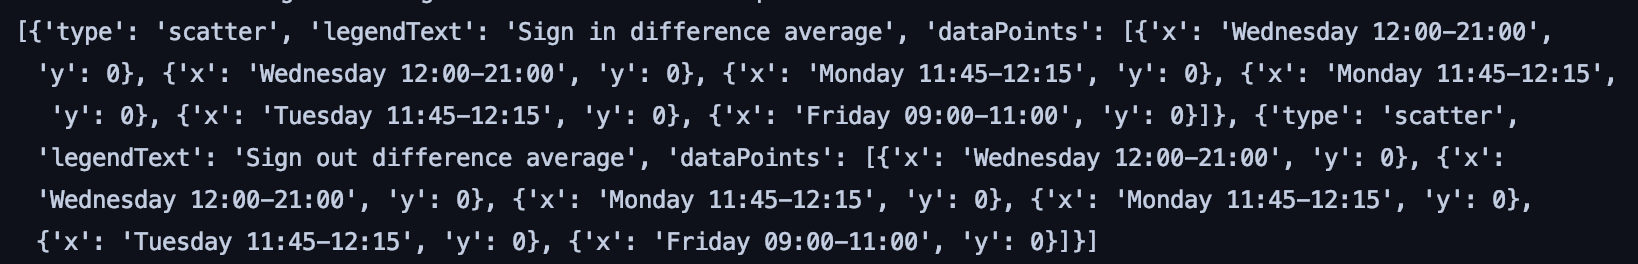 [{'type': 'scatter', 'legendText': 'Sign in difference average', 'dataPoints': [{'x': 'Wednesday 12:00-21:00',
'y': 0}, {'x': 'Wednesday 12:00-21:00', 'y': 0}, {'x': 'Monday 11:45-12:15', 'y': 0}, {'x': 'Monday 11:45-12:15',
'y': 0}, {'x': 'Tuesday 11:45-12:15', 'y': 0}, {'x': 'Friday 09:00-11:00', 'y': 0}]}, {'type': 'scatter',
'legendText': 'Sign out difference average', 'dataPoints': [{'x': 'Wednesday 12:00-21:00', 'y': 0}, {'x':
'Wednesday 12:00-21:00', 'y': 0}, {'x': 'Monday 11:45-12:15', 'y': 0}, {'x': 'Monday 11:45-12:15', 'y': 0},
{'x': 'Tuesday 11:45-12:15', 'y': 0}, {'x': 'Friday 09:00-11:00', 'y': 0}]}]